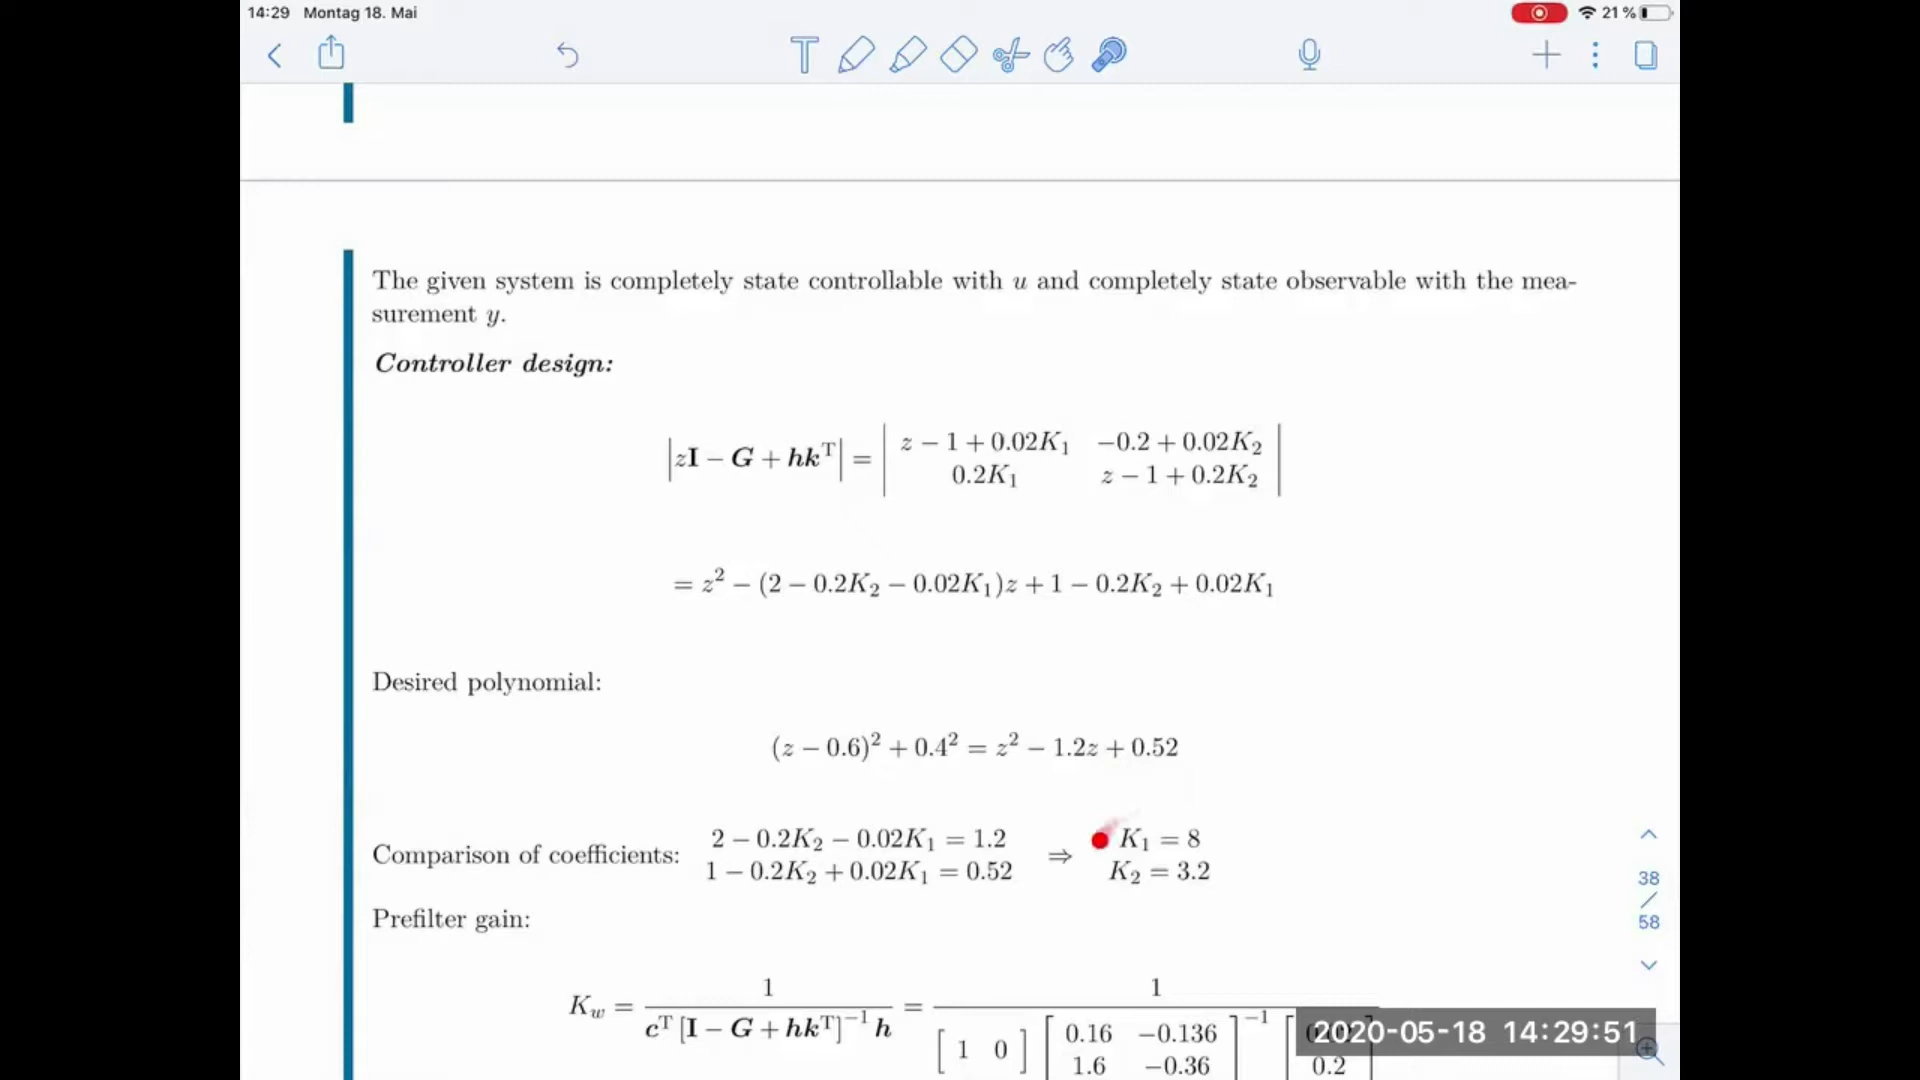 14:29 Montag 18. Mai
21 %
The given system is completely state controllable with u and completely state observable with the mea-
surement y.
Controller design:
|zI − G + hkᵀ| = | z − 1 + 0.02K₁ −0.2 + 0.02K₂ |
0.2K₁ z − 1 + 0.2K₂
= z² − (2 − 0.2K₂ − 0.02K₁)z + 1 − 0.2K₂ + 0.02K₁
Desired polynomial:
(z − 0.6)² + 0.4² = z² − 1.2z + 0.52
Comparison of coefficients: 2 − 0.2K₂ − 0.02K₁ = 1.2 ⇒ K₁ = 8
1 − 0.2K₂ + 0.02K₁ = 0.52 K₂ = 3.2
38
/
58
Prefilter gain:
K_w = 1 / cᵀ [I − G + hkᵀ]⁻¹ h = 1
[ 1 0 ] [ 0.16 −0.136 ]⁻¹ [
1.6 −0.36 0.2
2020-05-18 14:29:51